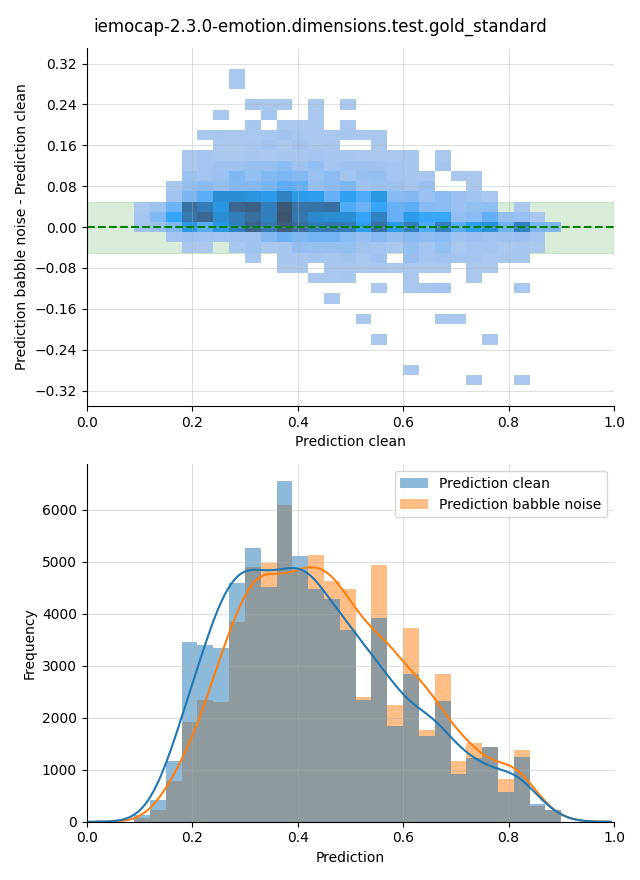 iemocap-2.3.0-emotion.dimensions.test.gold_standard
Prediction babble noise - Prediction clean
0.32
0.24
0.16
0.08
0.00
−0.08
−0.16
−0.24
−0.32
0.0 0.2 0.4 0.6 0.8 1.0
Prediction clean
Prediction clean
Prediction babble noise
Frequency
6000
5000
4000
3000
2000
1000
0
0.0 0.2 0.4 0.6 0.8 1.0
Prediction